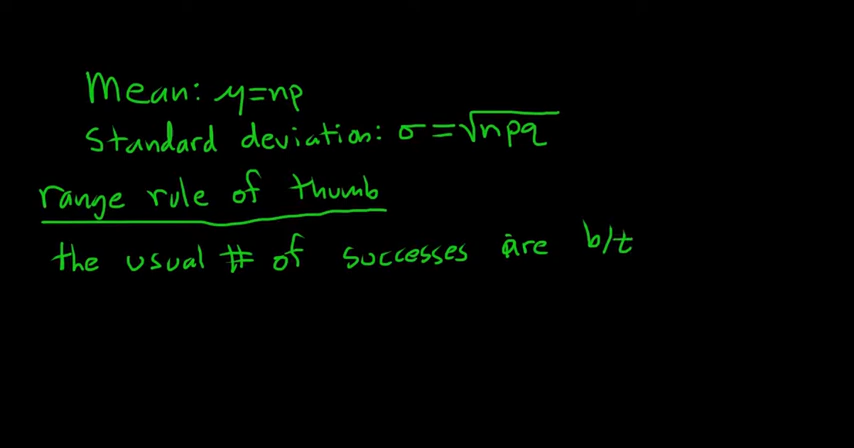 Mean: μ=np
Standard deviation: σ=√npq
range rule of thumb
the usual # of successes are b/t